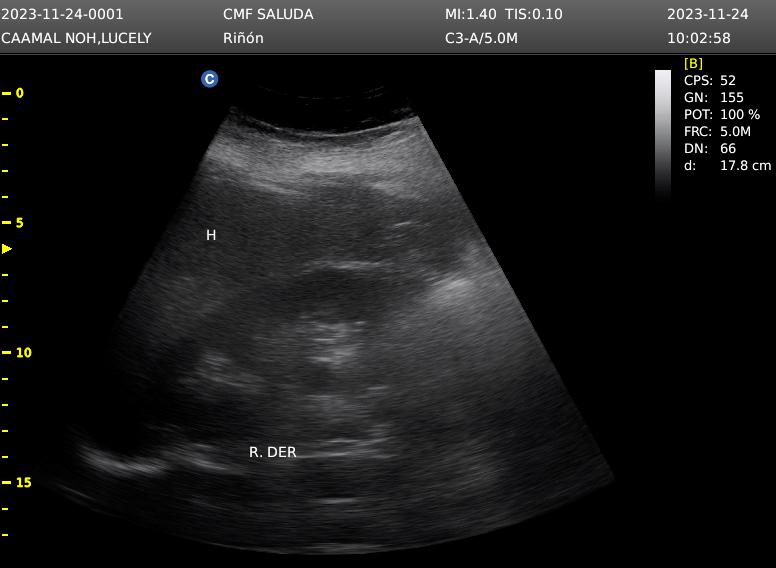 2023-11-24-0001 CMF SALUDA MI:1.40 TIS:0.10 2023-11-24
CAAMAL NOH,LUCELY Riñón C3-A/5.0M 10:02:58
[B]
C
CPS: 52
0
GN: 155
POT: 100 %
FRC: 5.0M
DN: 66
d: 17.8 cm
5
H
10
R. DER
15